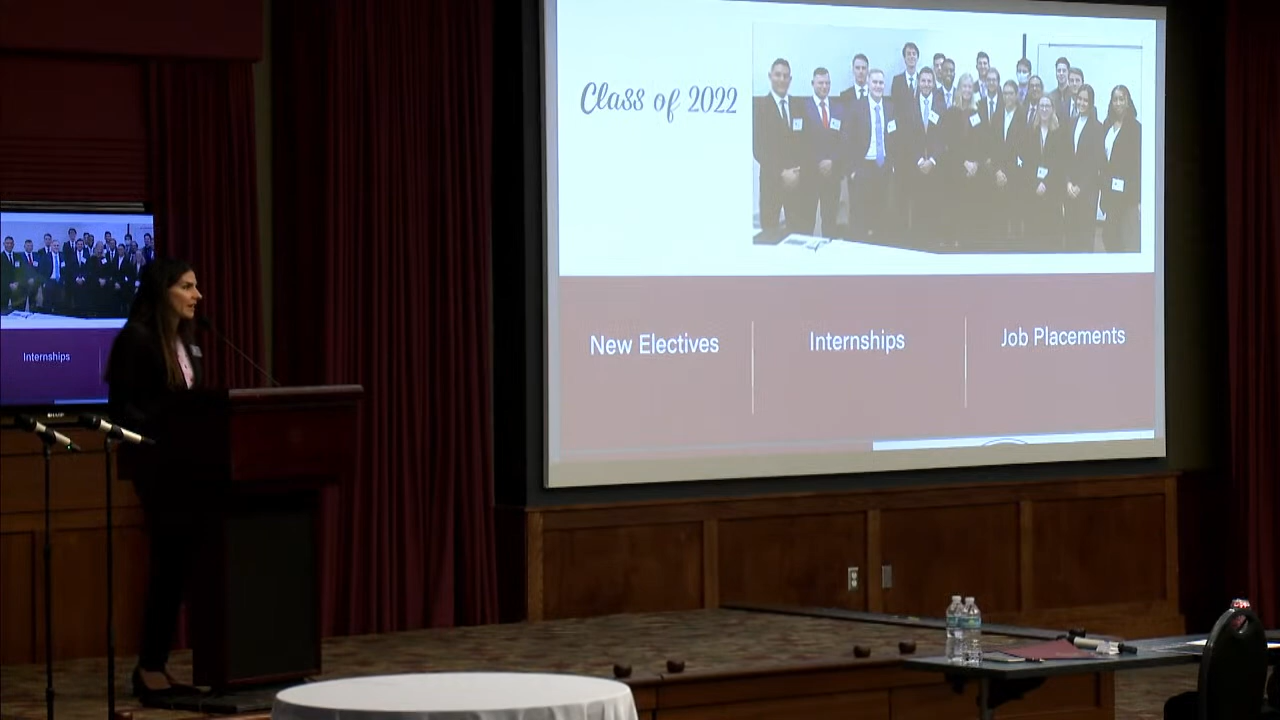 Class of 2022
New Electives
Internships
Job Placements
Internships